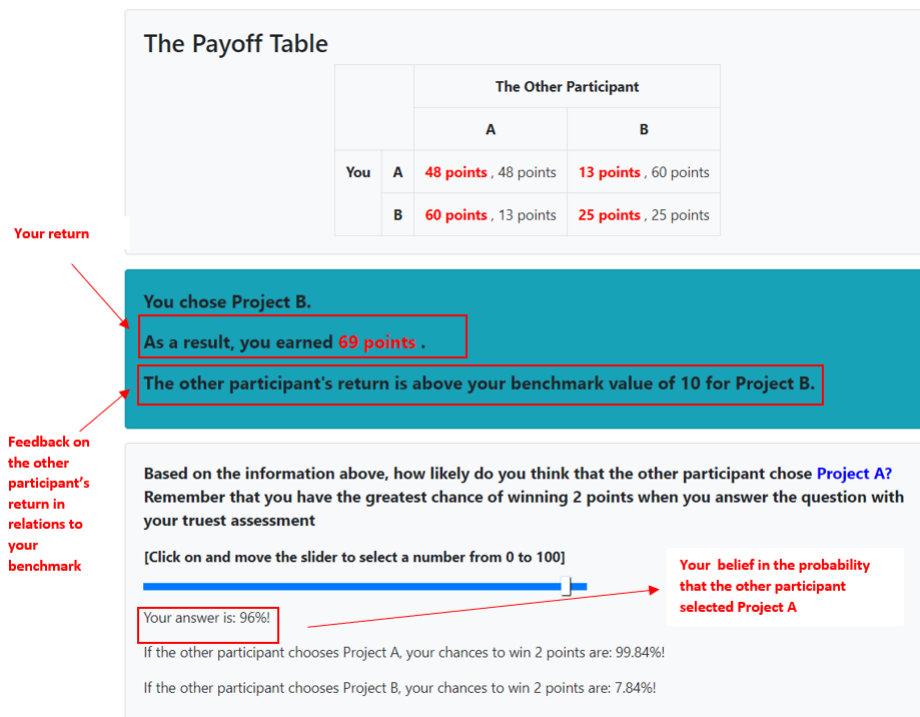 The Payoff Table
The Other Participant
A B
You A 48 points , 48 points 13 points , 60 points
B 60 points , 13 points 25 points , 25 points
Your return
You chose Project B.
As a result, you earned 69 points .
The other participant's return is above your benchmark value of 10 for Project B.
Feedback on
the other
participant’s
return in
relations to
your
benchmark
Based on the information above, how likely do you think that the other participant chose Project A?
Remember that you have the greatest chance of winning 2 points when you answer the question with
your truest assessment
[Click on and move the slider to select a number from 0 to 100]
Your belief in the probability
that the other participant
selected Project A
Your answer is: 96%!
If the other participant chooses Project A, your chances to win 2 points are: 99.84%!
If the other participant chooses Project B, your chances to win 2 points are: 7.84%!